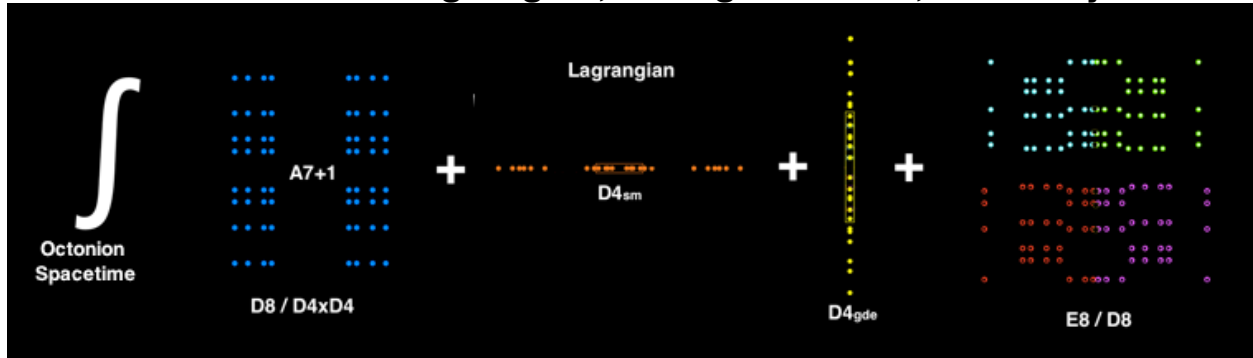 Lagrangian
∫
Octonion
Spacetime
A7+1
D8 / D4xD4
+
D4sm
+
D4gde
+
E8 / D8